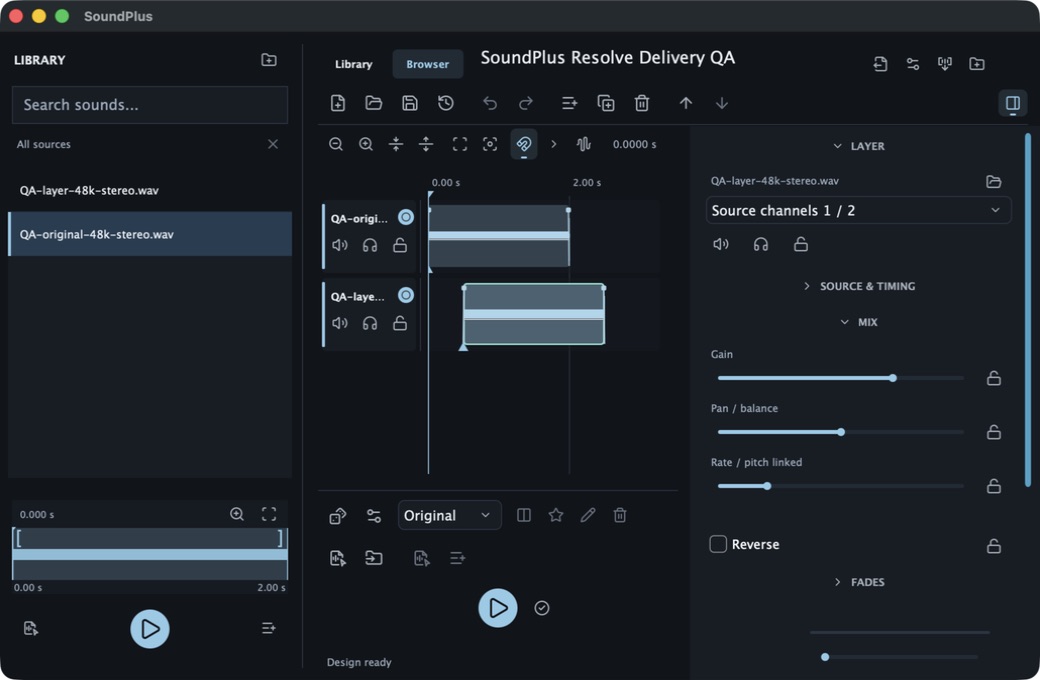 SoundPlus
LIBRARY
Search sounds...
All sources
QA-layer-48k-stereo.wav
QA-original-48k-stereo.wav
0.000 s
[ ]
0.00 s 2.00 s
Library Browser SoundPlus Resolve Delivery QA
0.0000 s
0.00 s 2.00 s
QA-origi...
QA-laye...
Original
Design ready
LAYER
QA-layer-48k-stereo.wav
Source channels 1 / 2
SOURCE & TIMING
MIX
Gain
Pan / balance
Rate / pitch linked
Reverse
FADES